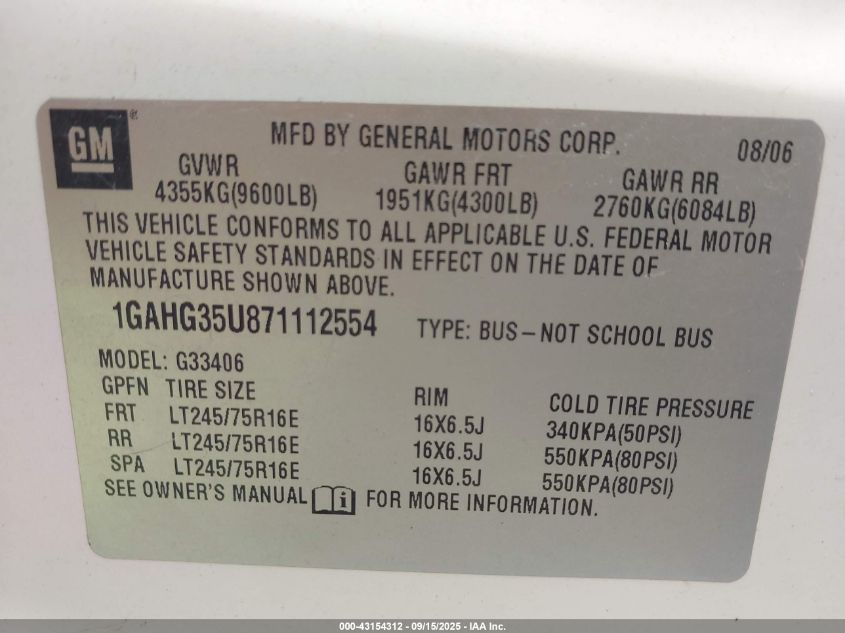 GM®
MFD BY GENERAL MOTORS CORP. 08/06
GVWR GAWR FRT GAWR RR
4355KG(9600LB) 1951KG(4300LB) 2760KG(6084LB)
THIS VEHICLE CONFORMS TO ALL APPLICABLE U.S. FEDERAL MOTOR
VEHICLE SAFETY STANDARDS IN EFFECT ON THE DATE OF
MANUFACTURE SHOWN ABOVE.
1GAHG35U871112554 TYPE: BUS–NOT SCHOOL BUS
MODEL: G33406
GPFN TIRE SIZE RIM COLD TIRE PRESSURE
FRT LT245/75R16E 16X6.5J 340KPA(50PSI)
RR LT245/75R16E 16X6.5J 550KPA(80PSI)
SPA LT245/75R16E 16X6.5J 550KPA(80PSI)
SEE OWNER'S MANUAL i FOR MORE INFORMATION.
000-43154312 - 09/15/2025 - IAA Inc.